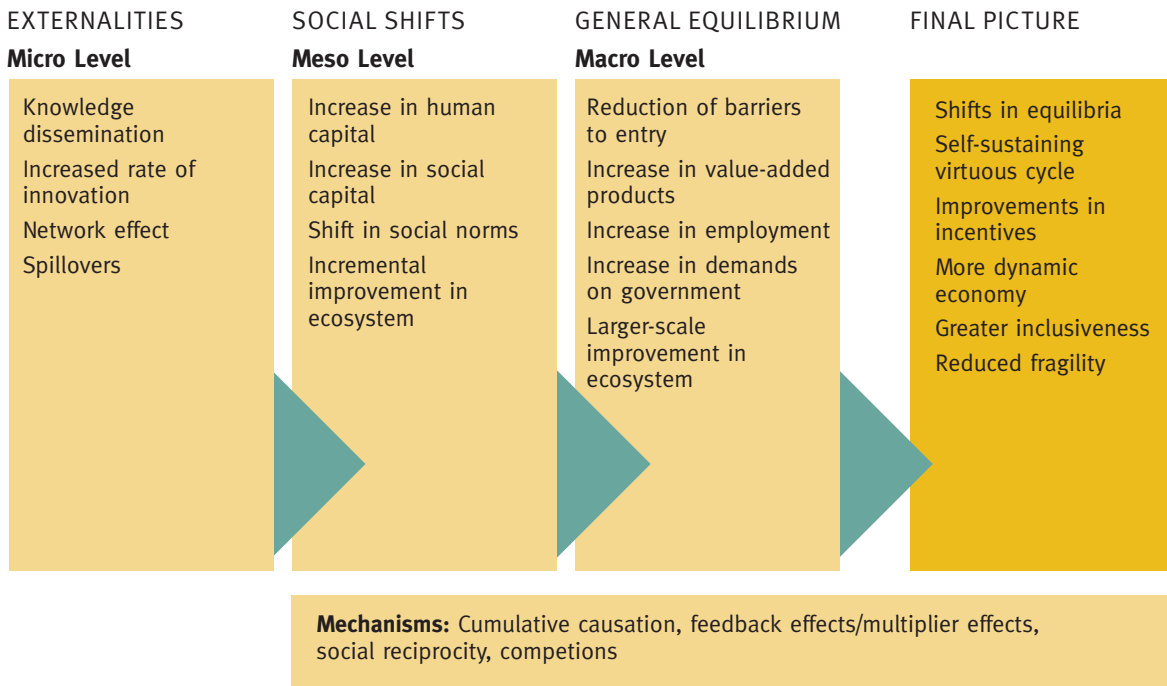 EXTERNALITIES
Micro Level
Knowledge
dissemination
Increased rate of
innovation
Network effect
Spillovers
SOCIAL SHIFTS
Meso Level
Increase in human
capital
Increase in social
capital
Shift in social norms
Incremental
improvement in
ecosystem
GENERAL EQUILIBRIUM
Macro Level
Reduction of barriers
to entry
Increase in value-added
products
Increase in employment
Increase in demands
on government
Larger-scale
improvement in
ecosystem
FINAL PICTURE
Shifts in equilibria
Self-sustaining
virtuous cycle
Improvements in
incentives
More dynamic
economy
Greater inclusiveness
Reduced fragility
Mechanisms: Cumulative causation, feedback effects/multiplier effects,
social reciprocity, competions